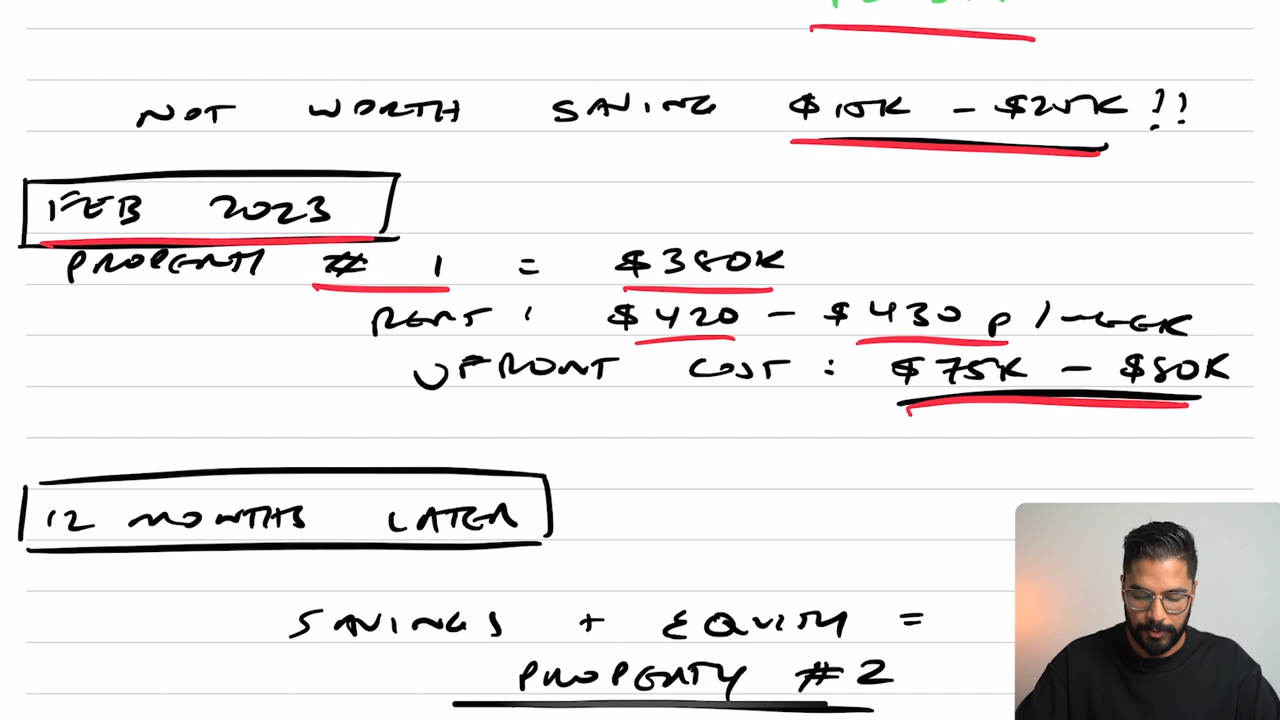 NOT WORTH SAVING $15K - $20K !!
FEB 2023
PROPERTY # 1 = $380K
RENT : $420 - $430 P/WEEK
UPFRONT COST : $75K - $80K
12 MONTHS LATER
SAVINGS + EQUITY =
PROPERTY #2